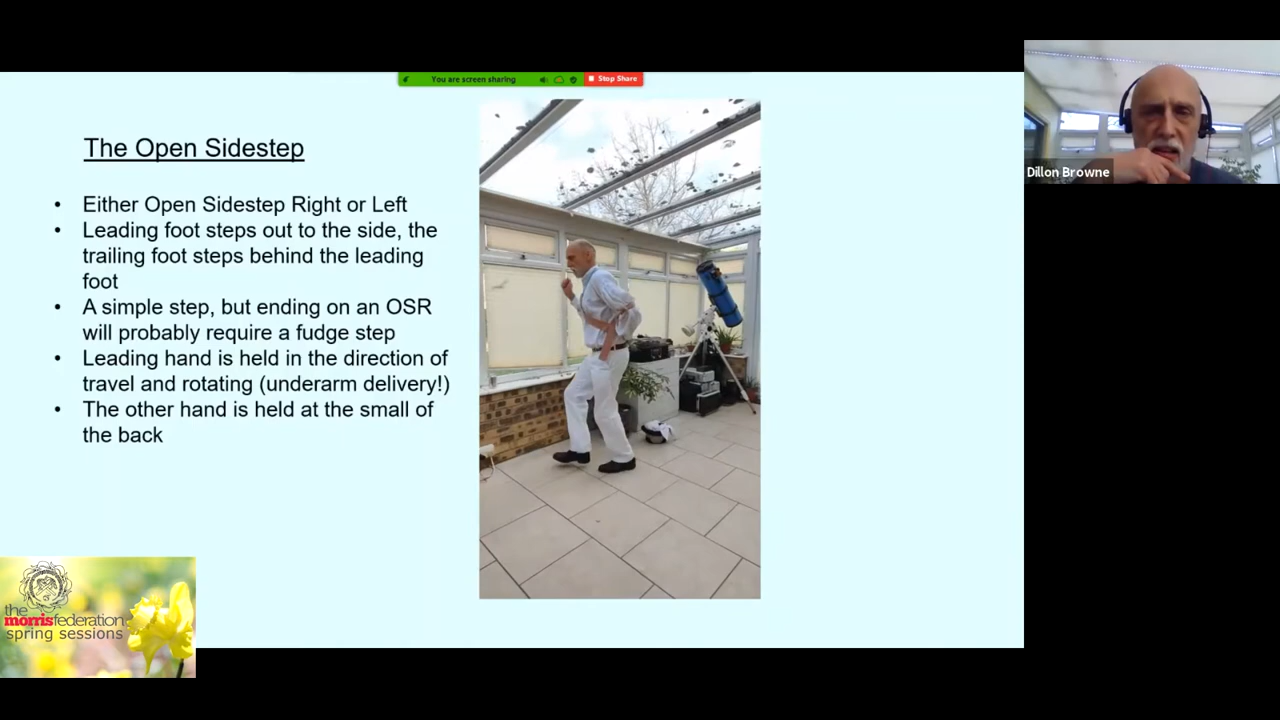 You are screen sharing
Stop Share
The Open Sidestep
• Either Open Sidestep Right or Left
• Leading foot steps out to the side, the
trailing foot steps behind the leading
foot
• A simple step, but ending on an OSR
will probably require a fudge step
• Leading hand is held in the direction of
travel and rotating (underarm delivery!)
• The other hand is held at the small of
the back
Dillon Browne
the
morrisfederation
spring sessions